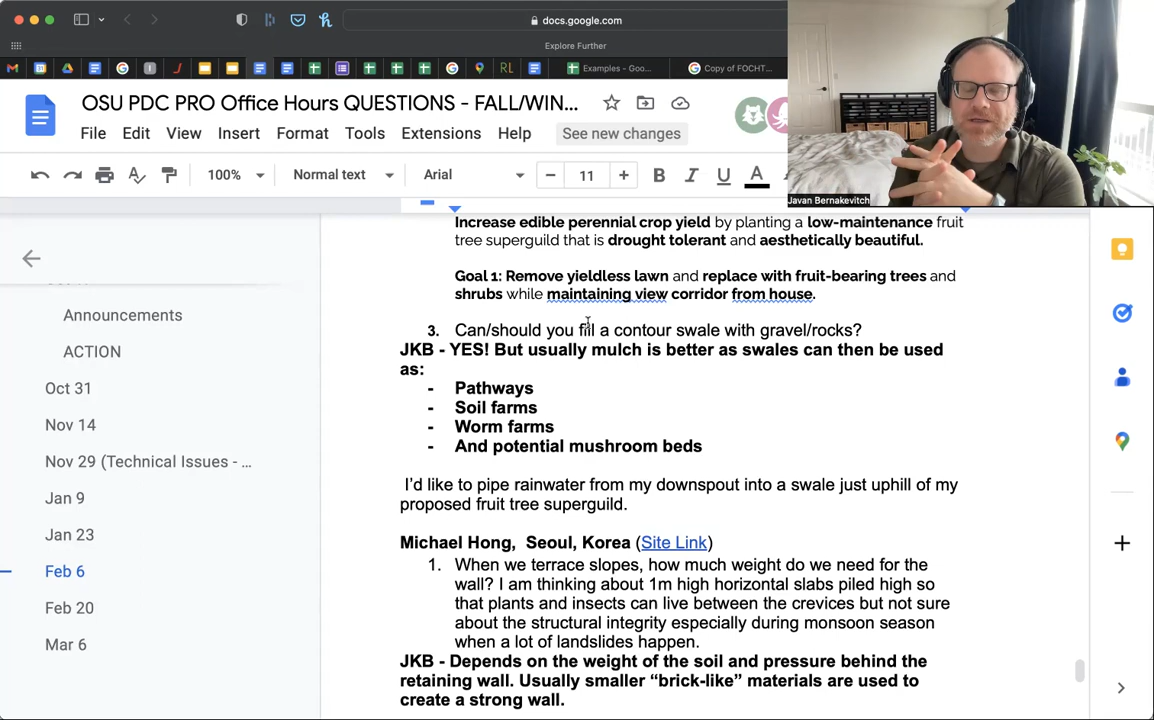 docs.google.com
Explore Further
Examples - Goo...
Copy of FOCHT...
OSU PDC PRO Office Hours QUESTIONS - FALL/WIN...
File Edit View Insert Format Tools Extensions Help See new changes
100% Normal text Arial - 11 + B I U A
Javan Bernakevitch
Announcements
ACTION
Oct 31
Nov 14
Nov 29 (Technical Issues - ...
Jan 9
Jan 23
Feb 6
Feb 20
Mar 6
Increase edible perennial crop yield by planting a low-maintenance fruit
tree superguild that is drought tolerant and aesthetically beautiful.
Goal 1: Remove yieldless lawn and replace with fruit-bearing trees and
shrubs while maintaining view corridor from house.
3. Can/should you fill a contour swale with gravel/rocks?
JKB - YES! But usually mulch is better as swales can then be used
as:
- Pathways
- Soil farms
- Worm farms
- And potential mushroom beds
I'd like to pipe rainwater from my downspout into a swale just uphill of my
proposed fruit tree superguild.
Michael Hong, Seoul, Korea (Site Link)
1. When we terrace slopes, how much weight do we need for the
wall? I am thinking about 1m high horizontal slabs piled high so
that plants and insects can live between the crevices but not sure
about the structural integrity especially during monsoon season
when a lot of landslides happen.
JKB - Depends on the weight of the soil and pressure behind the
retaining wall. Usually smaller “brick-like” materials are used to
create a strong wall.